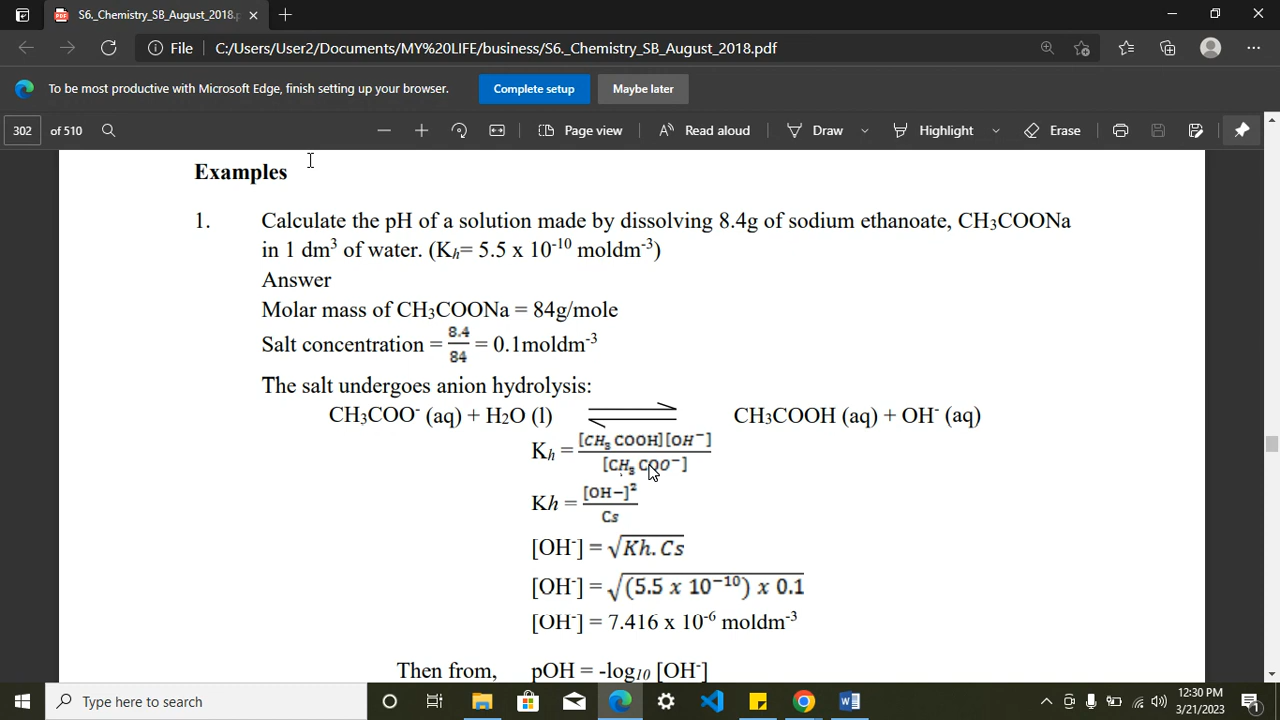 S6._Chemistry_SB_August_2018.p
File C:/Users/User2/Documents/MY%20LIFE/business/S6._Chemistry_SB_August_2018.pdf
To be most productive with Microsoft Edge, finish setting up your browser. Complete setup Maybe later
302 of 510 Page view Read aloud Draw Highlight Erase
Examples
1. Calculate the pH of a solution made by dissolving 8.4g of sodium ethanoate, CH₃COONa
in 1 dm³ of water. (Kₕ= 5.5 x 10⁻¹⁰ moldm⁻³)
Answer
Molar mass of CH₃COONa = 84g/mole
Salt concentration = 8.4/84 = 0.1moldm⁻³
The salt undergoes anion hydrolysis:
CH₃COO⁻ (aq) + H₂O (l) ⇌ CH₃COOH (aq) + OH⁻ (aq)
Kₕ = [CH₃ COOH][OH⁻]/[CH₃ COO⁻]
Kh = [OH−]²/Cs
[OH⁻] = √Kh. Cs
[OH⁻] = √(5.5 x 10⁻¹⁰) x 0.1
[OH⁻] = 7.416 x 10⁻⁶ moldm⁻³
Then from, pOH = -log₁₀ [OH⁻]
Type here to search
12:30 PM
3/21/2023
1